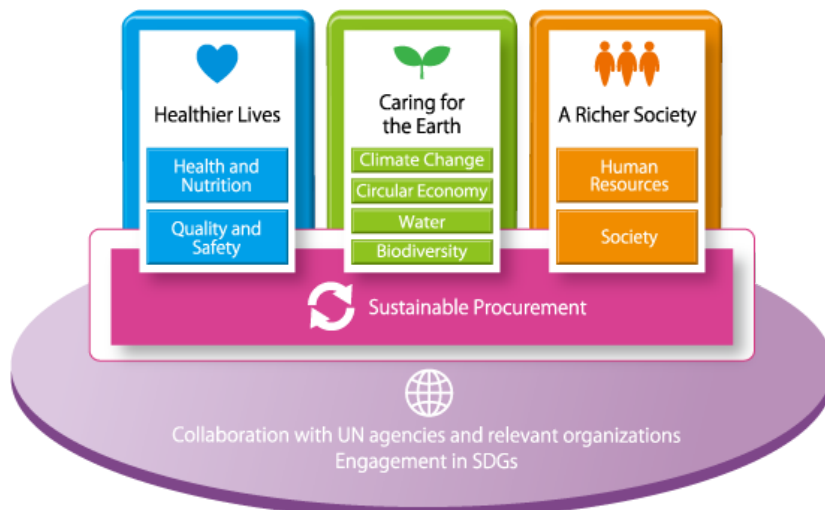 Healthier Lives
Health and
Nutrition
Quality and
Safety
Caring for
the Earth
Climate Change
Circular Economy
Water
Biodiversity
A Richer Society
Human
Resources
Society
Sustainable Procurement
Collaboration with UN agencies and relevant organizations
Engagement in SDGs